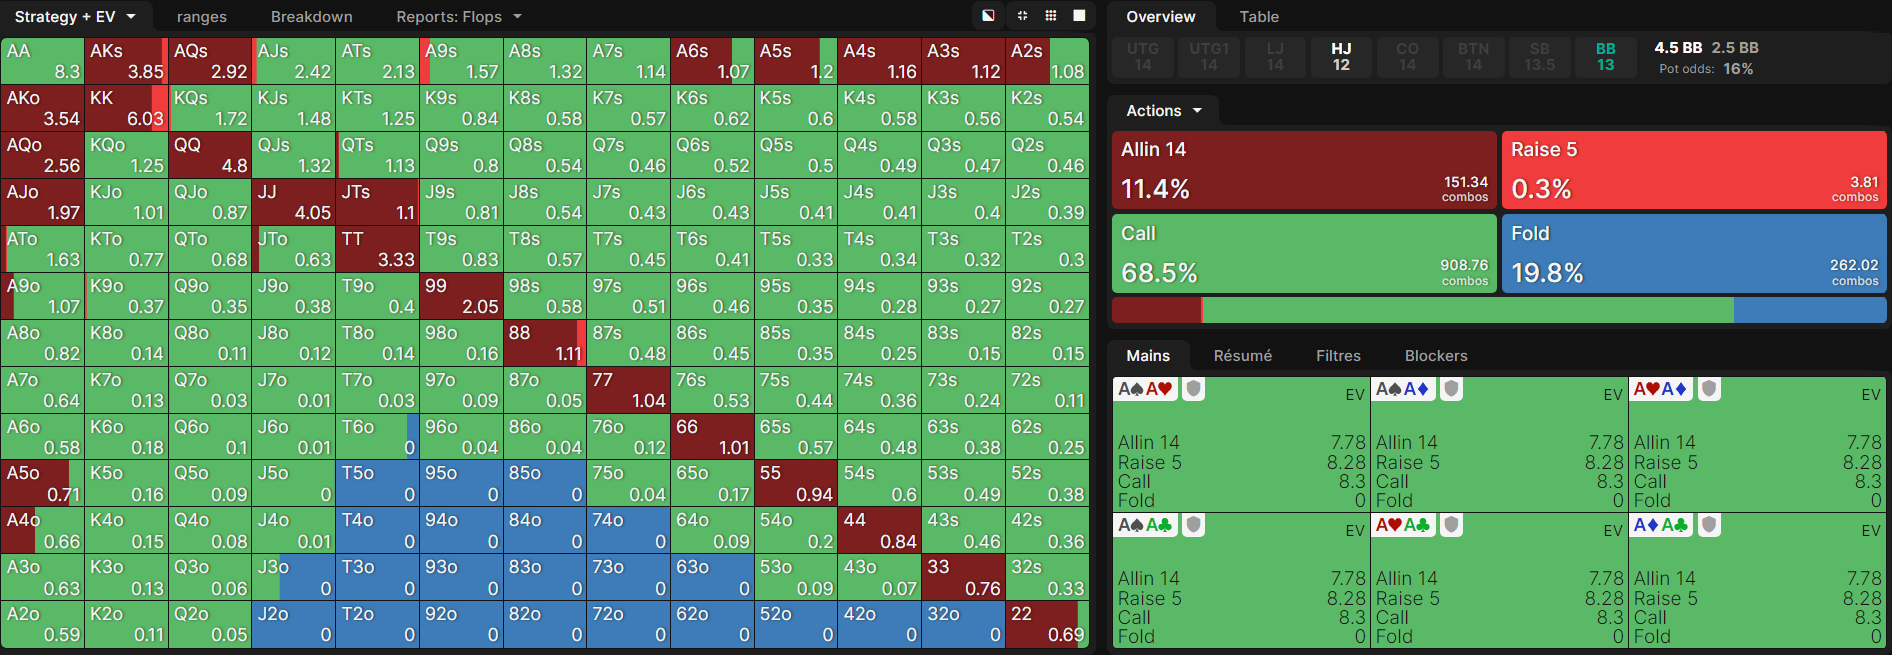 Strategy + EV ranges Breakdown Reports: Flops
AA AKs AQs AJs ATs A9s A8s A7s A6s A5s A4s A3s A2s
8.3 3.85 2.92 2.42 2.13 1.57 1.32 1.14 1.07 1.2 1.16 1.12 1.08
AKo KK KQs KJs KTs K9s K8s K7s K6s K5s K4s K3s K2s
3.54 6.03 1.72 1.48 1.25 0.84 0.58 0.57 0.62 0.6 0.58 0.56 0.54
AQo KQo QQ QJs QTs Q9s Q8s Q7s Q6s Q5s Q4s Q3s Q2s
2.56 1.25 4.8 1.32 1.13 0.8 0.54 0.46 0.52 0.5 0.49 0.47 0.46
AJo KJo QJo JJ JTs J9s J8s J7s J6s J5s J4s J3s J2s
1.97 1.01 0.87 4.05 1.1 0.81 0.54 0.43 0.43 0.41 0.41 0.4 0.39
ATo KTo QTo JTo TT T9s T8s T7s T6s T5s T4s T3s T2s
1.63 0.77 0.68 0.63 3.33 0.83 0.57 0.45 0.41 0.33 0.34 0.32 0.3
A9o K9o Q9o J9o T9o 99 98s 97s 96s 95s 94s 93s 92s
1.07 0.37 0.35 0.38 0.4 2.05 0.58 0.51 0.46 0.35 0.28 0.27 0.27
A8o K8o Q8o J8o T8o 98o 88 87s 86s 85s 84s 83s 82s
0.82 0.14 0.11 0.12 0.14 0.16 1.11 0.48 0.45 0.35 0.25 0.15 0.15
A7o K7o Q7o J7o T7o 97o 87o 77 76s 75s 74s 73s 72s
0.64 0.13 0.03 0.01 0.03 0.09 0.05 1.04 0.53 0.44 0.36 0.24 0.11
A6o K6o Q6o J6o T6o 96o 86o 76o 66 65s 64s 63s 62s
0.58 0.18 0.1 0.01 0 0.04 0.04 0.12 1.01 0.57 0.48 0.38 0.25
A5o K5o Q5o J5o T5o 95o 85o 75o 65o 55 54s 53s 52s
0.71 0.16 0.09 0 0 0 0 0.04 0.17 0.94 0.6 0.49 0.38
A4o K4o Q4o J4o T4o 94o 84o 74o 64o 54o 44 43s 42s
0.66 0.15 0.08 0.01 0 0 0 0 0.09 0.2 0.84 0.46 0.36
A3o K3o Q3o J3o T3o 93o 83o 73o 63o 53o 43o 33 32s
0.63 0.13 0.06 0 0 0 0 0 0 0.09 0.07 0.76 0.33
A2o K2o Q2o J2o T2o 92o 82o 72o 62o 52o 42o 32o 22
0.59 0.11 0.05 0 0 0 0 0 0 0 0 0 0.69
Overview Table
UTG UTG1 LJ HJ CO BTN SB BB 4.5 BB 2.5 BB
14 14 14 12 14 14 13.5 13 Pot odds: 16%
Actions
Allin 14 Raise 5
11.4% 151.34 combos 0.3% 3.81 combos
Call Fold
68.5% 908.76 combos 19.8% 262.02 combos
Mains Résumé Filtres Blockers
A♠A♥ EV A♠A♦ EV A♥A♦ EV
Allin 14 7.78 Allin 14 7.78 Allin 14 7.78
Raise 5 8.28 Raise 5 8.28 Raise 5 8.28
Call 8.3 Call 8.3 Call 8.3
Fold 0 Fold 0 Fold 0
A♠A♣ EV A♥A♣ EV A♦A♣ EV
Allin 14 7.78 Allin 14 7.78 Allin 14 7.78
Raise 5 8.28 Raise 5 8.28 Raise 5 8.28
Call 8.3 Call 8.3 Call 8.3
Fold 0 Fold 0 Fold 0